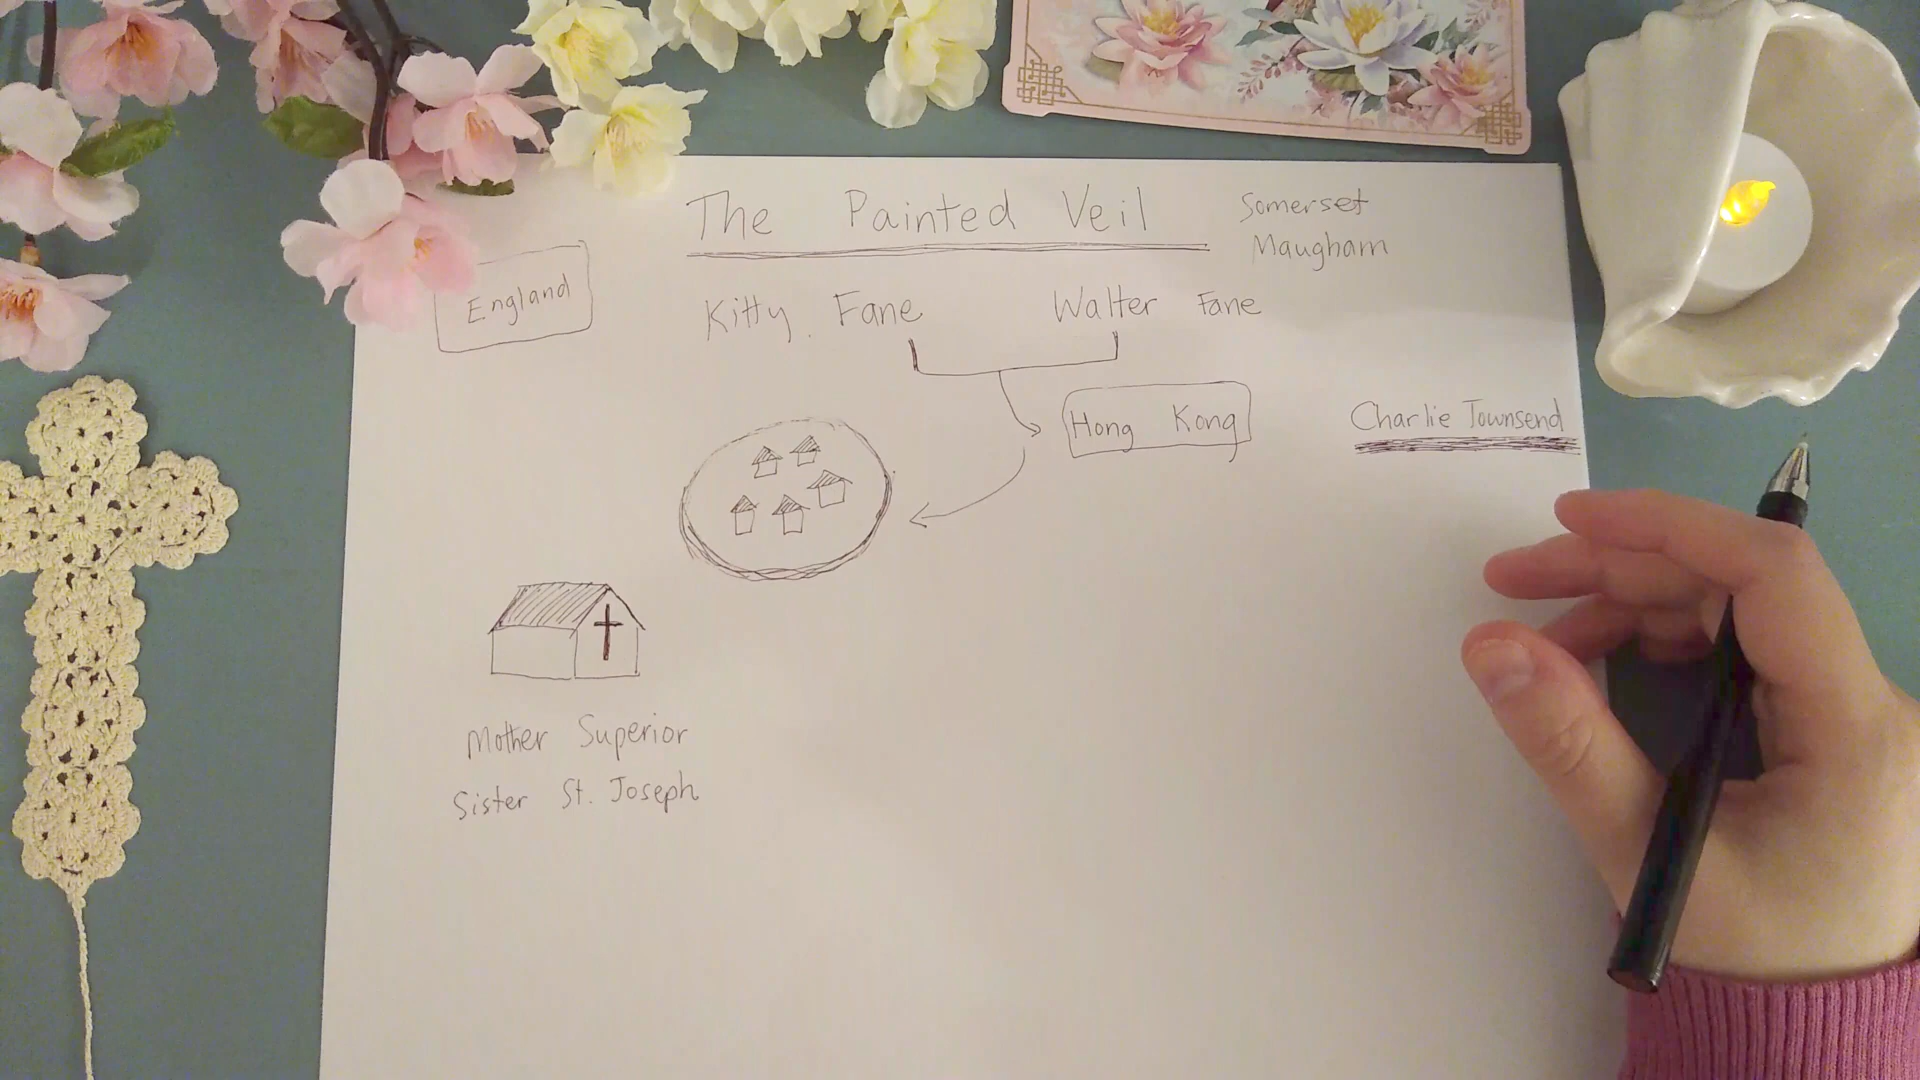 The Painted Veil
Somerset
Maugham
England
Kitty Fane
Walter Fane
Hong Kong
Charlie Townsend
Mother Superior
Sister St. Joseph